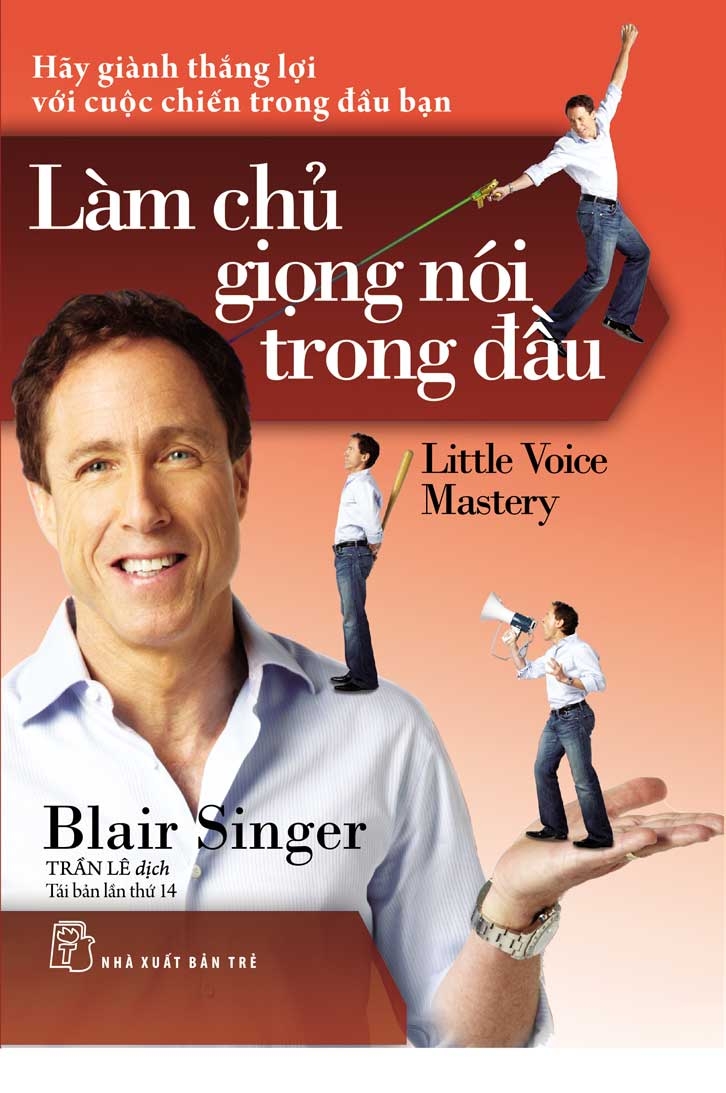 Hãy giành thắng lợi
với cuộc chiến trong đầu bạn
Làm chủ
giọng nói
trong đầu
Little Voice
Mastery
Blair Singer
TRẦN LÊ dịch
Tái bản lần thứ 14
T
NHÀ XUẤT BẢN TRẺ